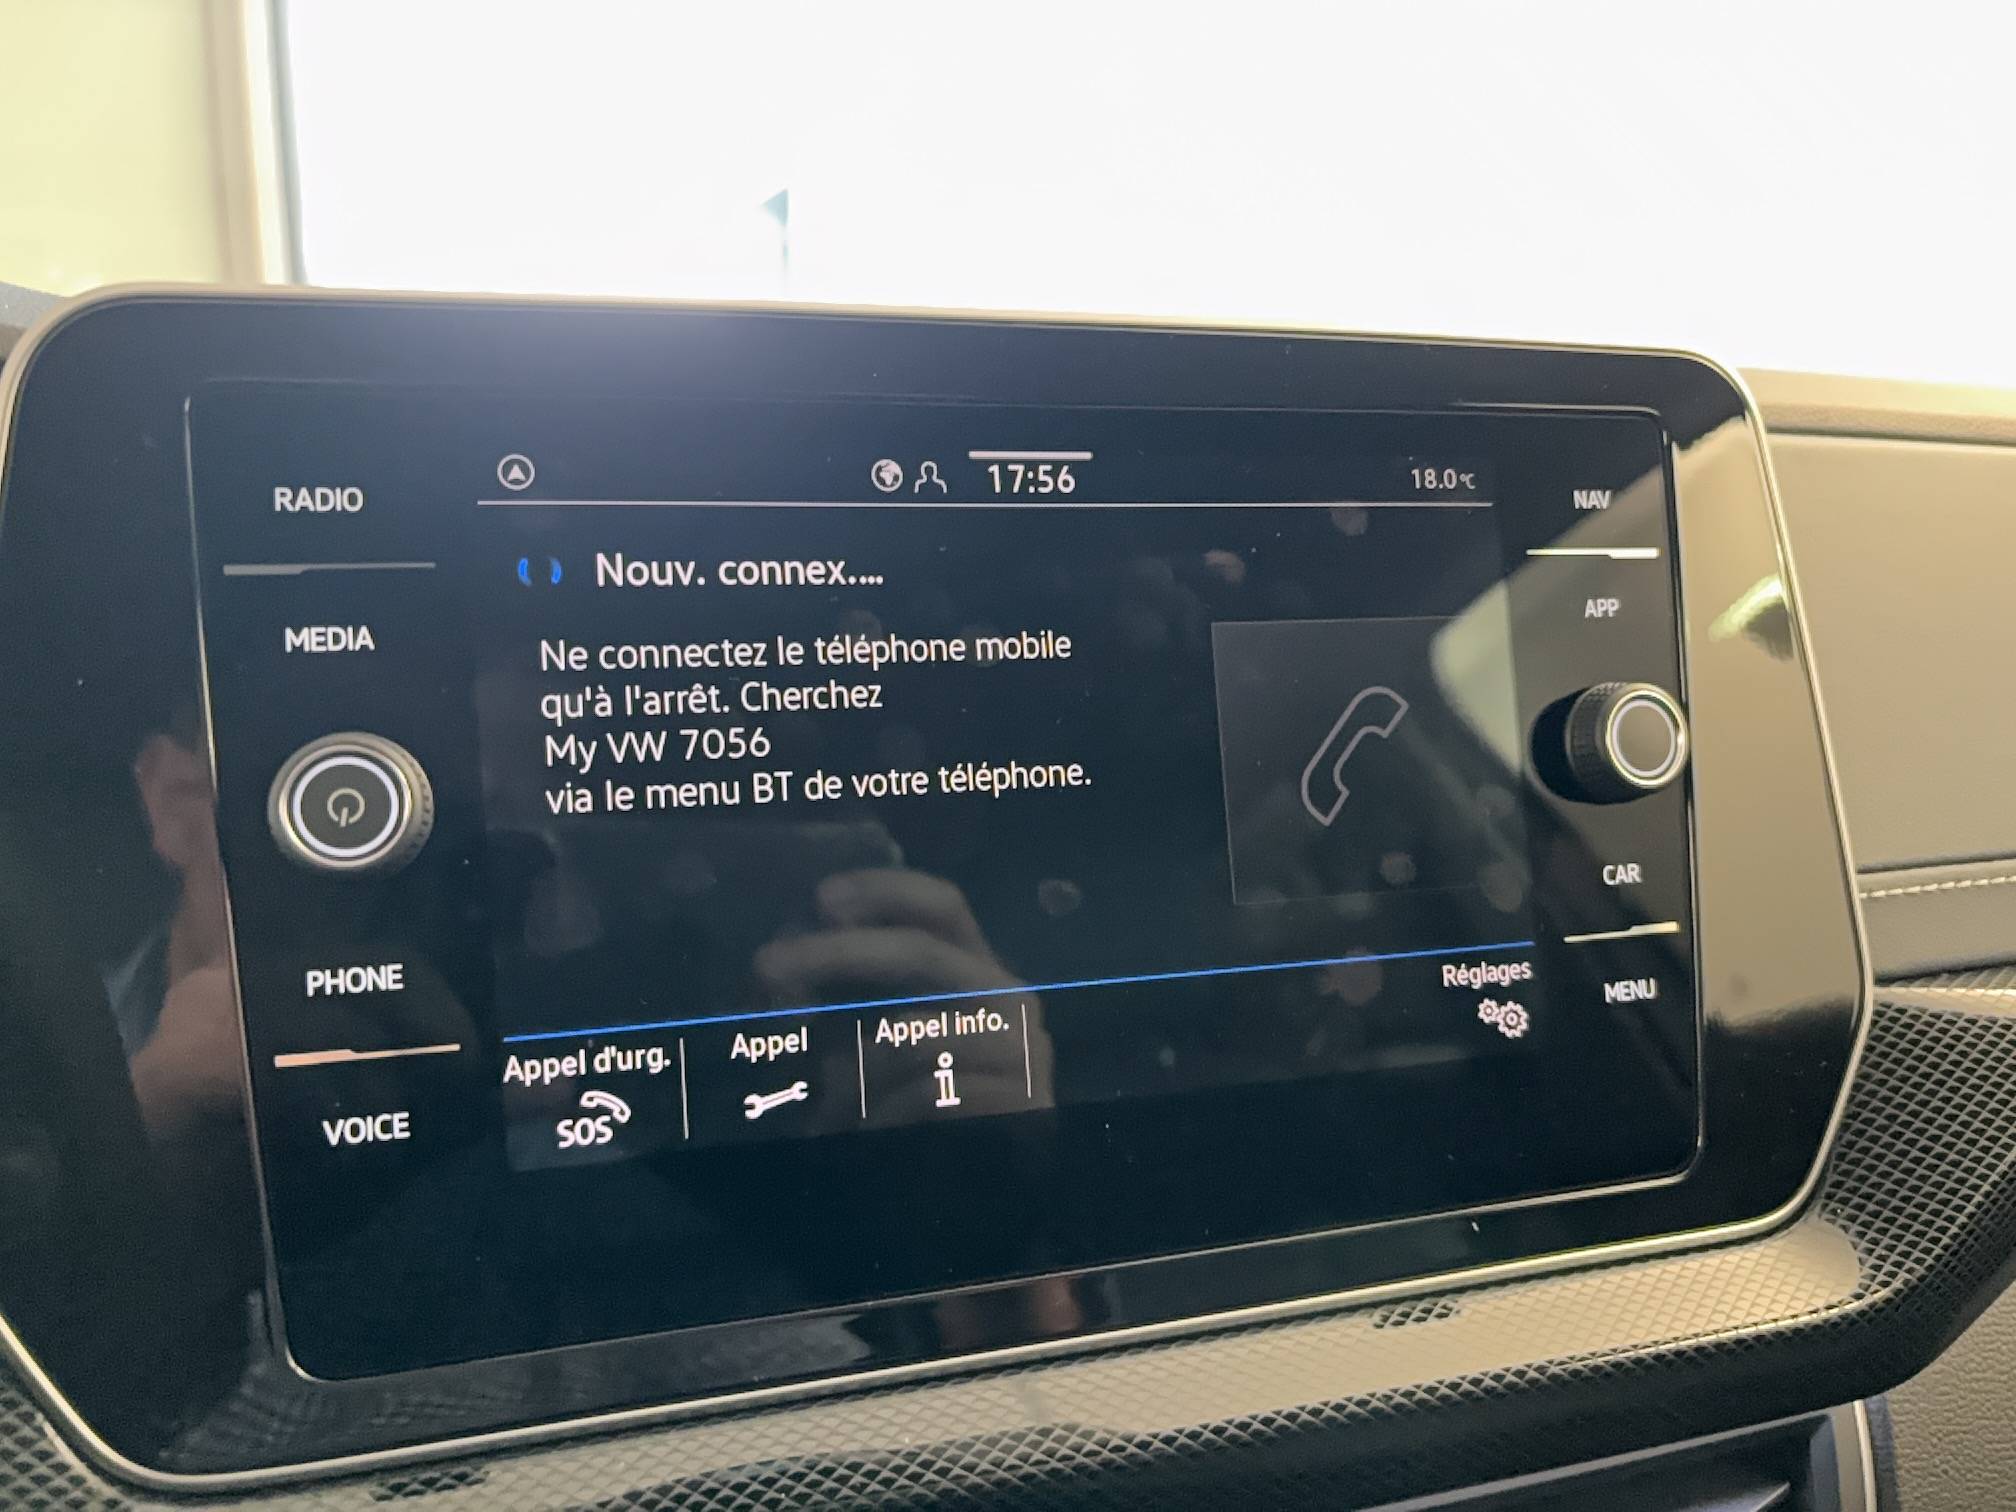 17:56
18.0°C
RADIO
MEDIA
PHONE
VOICE
Nouv. connex....
Ne connectez le téléphone mobile
qu'à l'arrêt. Cherchez
My VW 7056
via le menu BT de votre téléphone.
Appel d'urg.
SOS
Appel
Appel info.
Réglages
NAV
APP
CAR
MENU